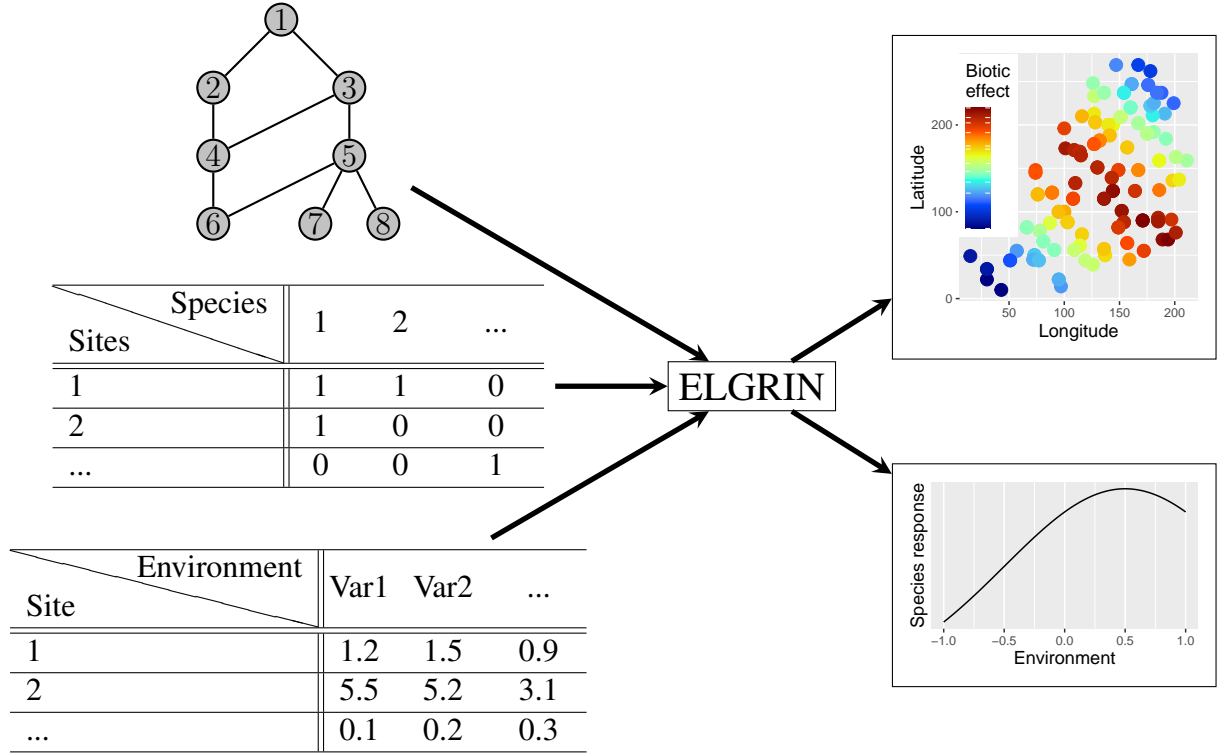 1
2 3
4 5
6 7 8
Species
Sites
1 2 ...
1 1 1 0
2 1 0 0
... 0 0 1
Environment
Site
Var1 Var2 ...
1 1.2 1.5 0.9
2 5.5 5.2 3.1
... 0.1 0.2 0.3
ELGRIN
Biotic
effect
Latitude
200
100
0
50 100 150 200
Longitude
Species response
−1.0 −0.5 0.0 0.5 1.0
Environment